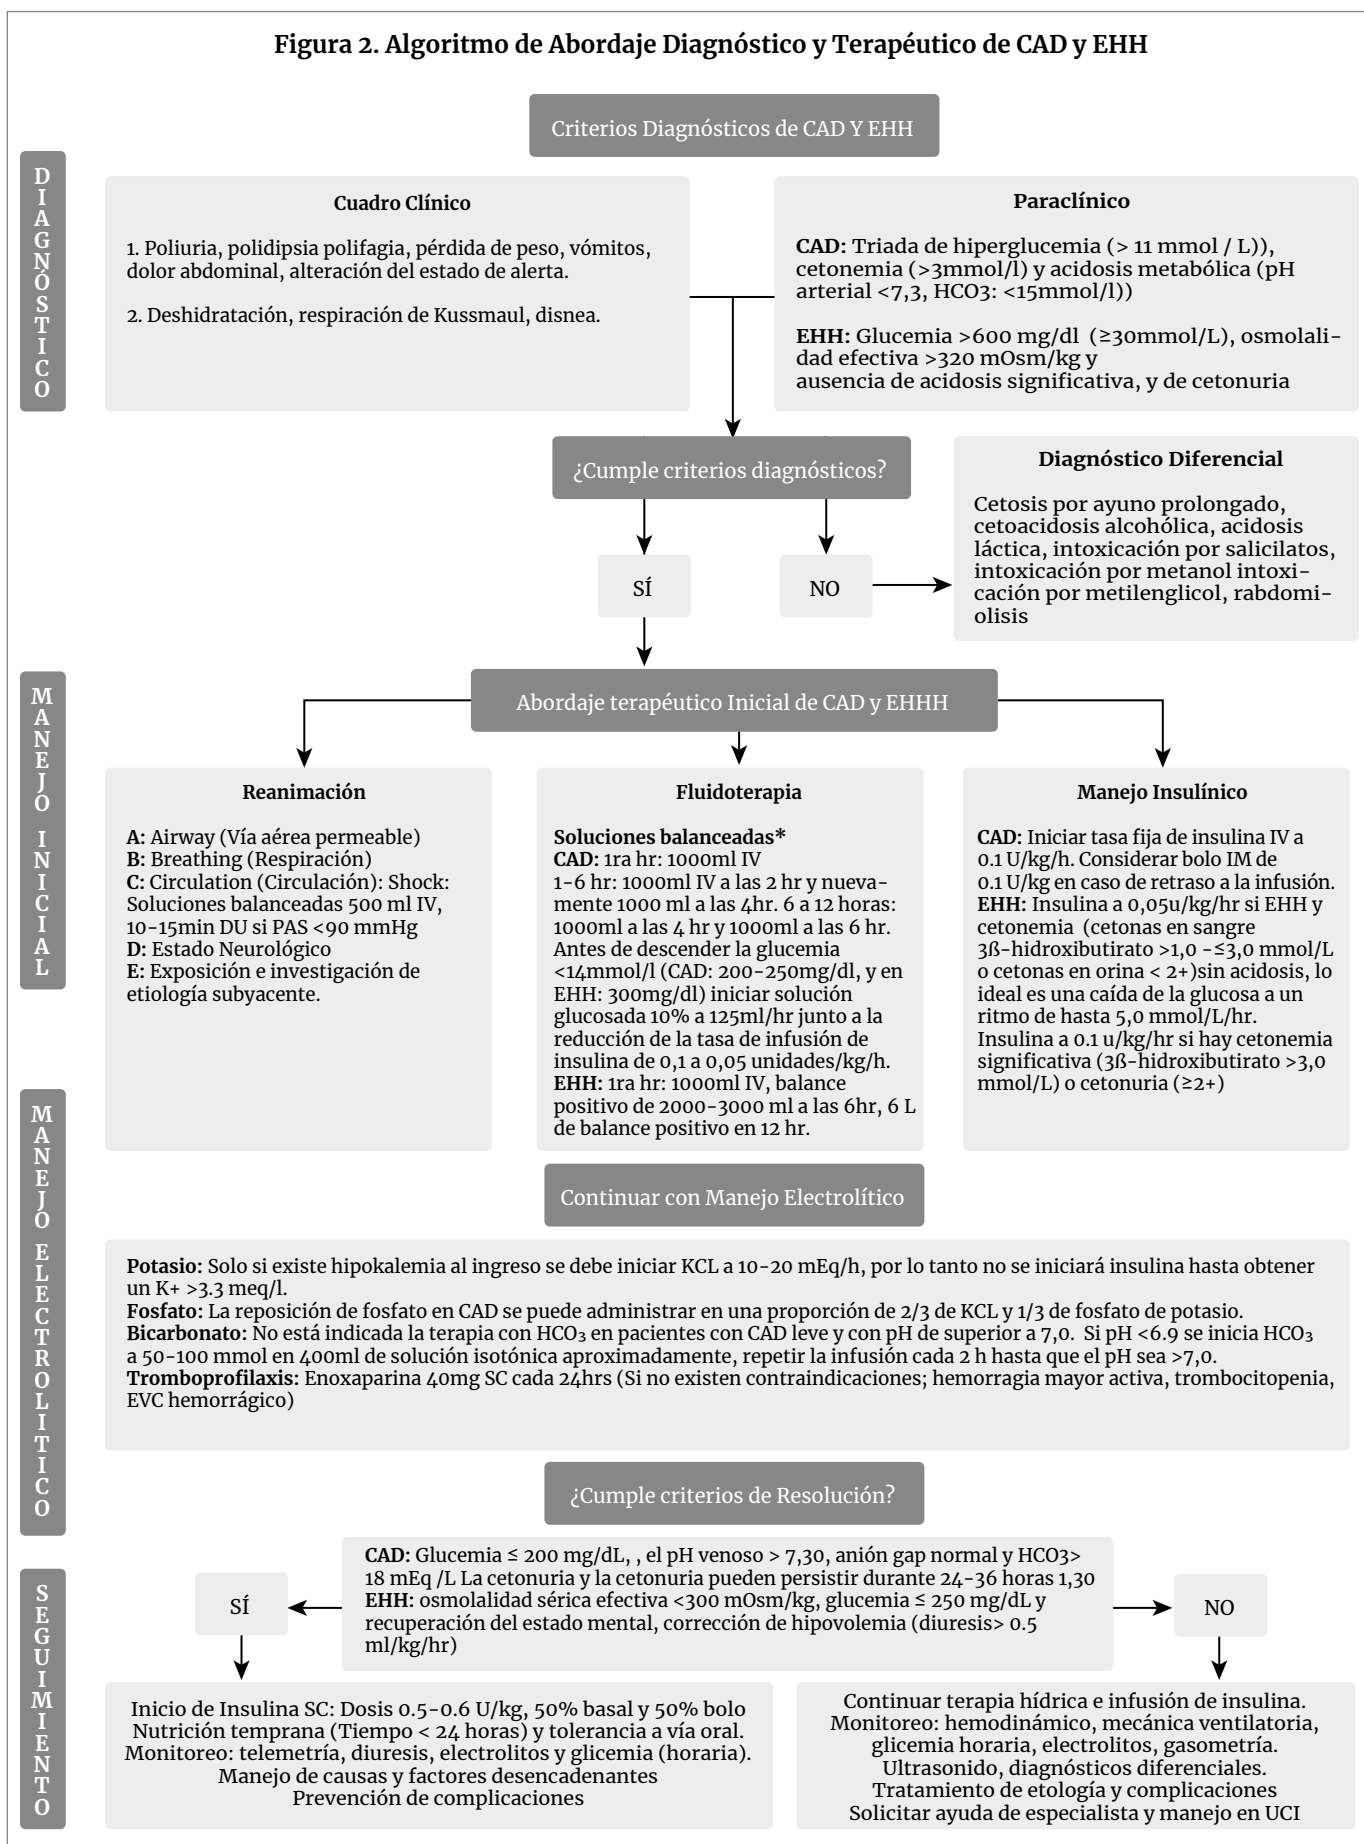 Figura 2. Algoritmo de Abordaje Diagnóstico y Terapéutico de CAD y EHH
Criterios Diagnósticos de CAD Y EHH
DIAGNÓSTICO
Cuadro Clínico
1. Poliuria, polidipsia polifagia, pérdida de peso, vómitos,
dolor abdominal, alteración del estado de alerta.
2. Deshidratación, respiración de Kussmaul, disnea.
Paraclínico
CAD: Triada de hiperglucemia (> 11 mmol / L)),
cetonemia (>3mmol/l) y acidosis metabólica (pH
arterial <7,3, HCO3: <15mmol/l))
EHH: Glucemia >600 mg/dl (≥30mmol/L), osmolali-
dad efectiva >320 mOsm/kg y
ausencia de acidosis significativa, y de cetonuria
¿Cumple criterios diagnósticos?
SÍ
NO
Diagnóstico Diferencial
Cetosis por ayuno prolongado,
cetoacidosis alcohólica, acidosis
láctica, intoxicación por salicilatos,
intoxicación por metanol intoxi-
cación por metilenglicol, rabdomi-
olisis
MANEJO INICIAL
Abordaje terapéutico Inicial de CAD y EHHH
Reanimación
A: Airway (Vía aérea permeable)
B: Breathing (Respiración)
C: Circulation (Circulación): Shock:
Soluciones balanceadas 500 ml IV,
10-15min DU si PAS <90 mmHg
D: Estado Neurológico
E: Exposición e investigación de
etiología subyacente.
Fluidoterapia
Soluciones balanceadas*
CAD: 1ra hr: 1000ml IV
1-6 hr: 1000ml IV a las 2 hr y nueva-
mente 1000 ml a las 4hr. 6 a 12 horas:
1000ml a las 4 hr y 1000ml a las 6 hr.
Antes de descender la glucemia
<14mmol/l (CAD: 200-250mg/dl, y en
EHH: 300mg/dl) iniciar solución
glucosada 10% a 125ml/hr junto a la
reducción de la tasa de infusión de
insulina de 0,1 a 0,05 unidades/kg/h.
EHH: 1ra hr: 1000ml IV, balance
positivo de 2000-3000 ml a las 6hr, 6 L
de balance positivo en 12 hr.
Manejo Insulínico
CAD: Iniciar tasa fija de insulina IV a
0.1 U/kg/h. Considerar bolo IM de
0.1 U/kg en caso de retraso a la infusión.
EHH: Insulina a 0,05u/kg/hr si EHH y
cetonemia (cetonas en sangre
3ß-hidroxibutirato >1,0 -≤3,0 mmol/L
o cetonas en orina < 2+)sin acidosis, lo
ideal es una caída de la glucosa a un
ritmo de hasta 5,0 mmol/L/hr.
Insulina a 0.1 u/kg/hr si hay cetonemia
significativa (3ß-hidroxibutirato >3,0
mmol/L) o cetonuria (≥2+)
MANEJO ELECTROLITICO
Continuar con Manejo Electrolítico
Potasio: Solo si existe hipokalemia al ingreso se debe iniciar KCL a 10-20 mEq/h, por lo tanto no se iniciará insulina hasta obtener
un K+ >3.3 meq/l.
Fosfato: La reposición de fosfato en CAD se puede administrar en una proporción de 2/3 de KCL y 1/3 de fosfato de potasio.
Bicarbonato: No está indicada la terapia con HCO₃ en pacientes con CAD leve y con pH de superior a 7,0. Si pH <6.9 se inicia HCO₃
a 50-100 mmol en 400ml de solución isotónica aproximadamente, repetir la infusión cada 2 h hasta que el pH sea >7,0.
Tromboprofilaxis: Enoxaparina 40mg SC cada 24hrs (Si no existen contraindicaciones; hemorragia mayor activa, trombocitopenia,
EVC hemorrágico)
¿Cumple criterios de Resolución?
SEGUIMIENTO
CAD: Glucemia ≤ 200 mg/dL, , el pH venoso > 7,30, anión gap normal y HCO3>
18 mEq /L La cetonuria y la cetonuria pueden persistir durante 24-36 horas 1,30
EHH: osmolalidad sérica efectiva <300 mOsm/kg, glucemia ≤ 250 mg/dL y
recuperación del estado mental, corrección de hipovolemia (diuresis> 0.5
ml/kg/hr)
SÍ
NO
Inicio de Insulina SC: Dosis 0.5-0.6 U/kg, 50% basal y 50% bolo
Nutrición temprana (Tiempo < 24 horas) y tolerancia a vía oral.
Monitoreo: telemetría, diuresis, electrolitos y glicemia (horaria).
Manejo de causas y factores desencadenantes
Prevención de complicaciones
Continuar terapia hídrica e infusión de insulina.
Monitoreo: hemodinámico, mecánica ventilatoria,
glicemia horaria, electrolitos, gasometría.
Ultrasonido, diagnósticos diferenciales.
Tratamiento de etología y complicaciones
Solicitar ayuda de especialista y manejo en UCI